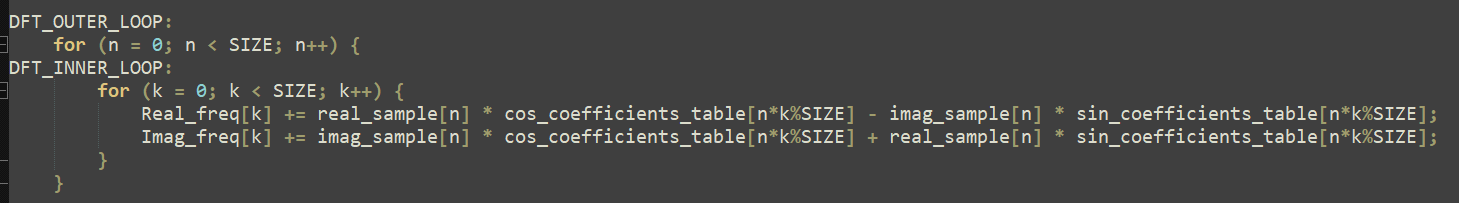 DFT_OUTER_LOOP:
for (n = 0; n < SIZE; n++) {
DFT_INNER_LOOP:
for (k = 0; k < SIZE; k++) {
Real_freq[k] += real_sample[n] * cos_coefficients_table[n*k%SIZE] - imag_sample[n] * sin_coefficients_table[n*k%SIZE];
Imag_freq[k] += imag_sample[n] * cos_coefficients_table[n*k%SIZE] + real_sample[n] * sin_coefficients_table[n*k%SIZE];
}
}